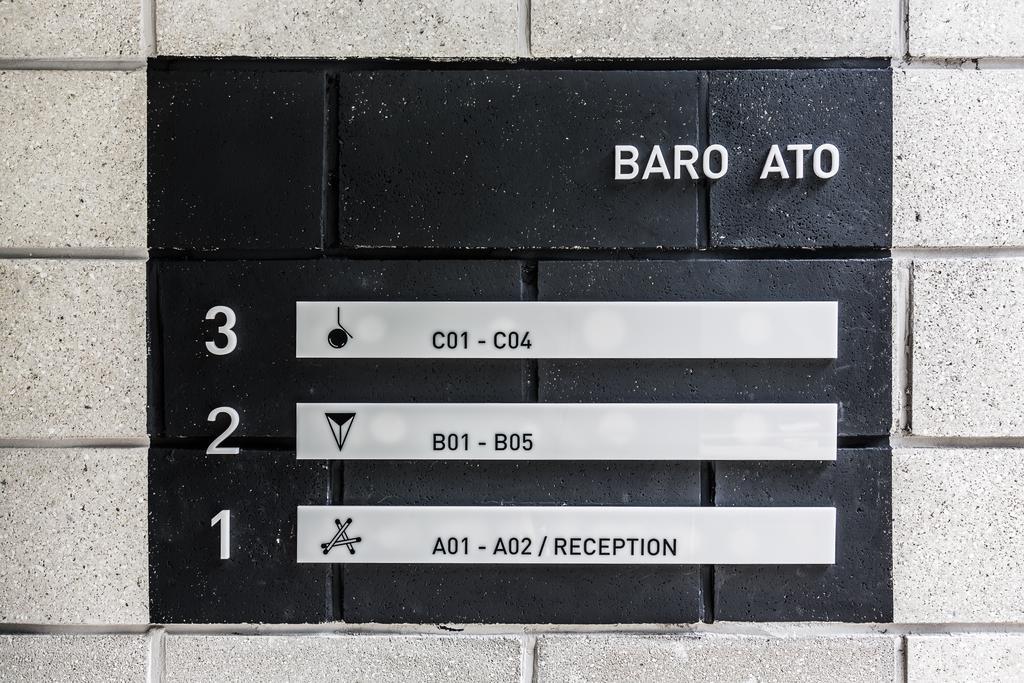 BARO ATO
3 C01 - C04
2 B01 - B05
1 A01 - A02 / RECEPTION